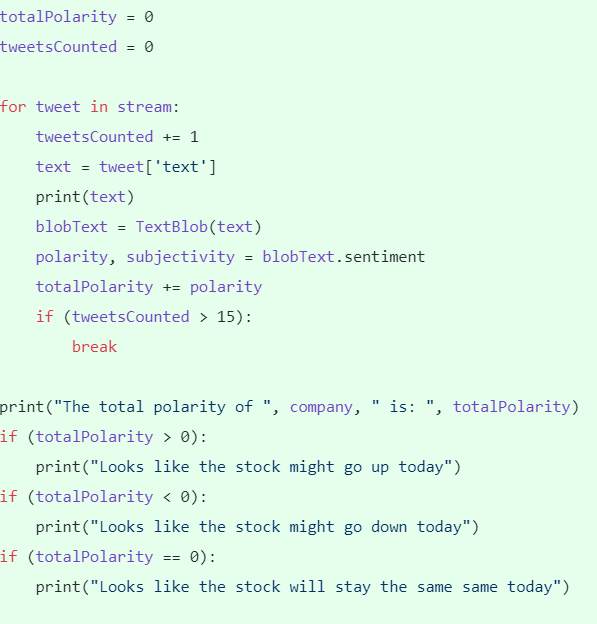 totalPolarity = 0
tweetsCounted = 0

for tweet in stream:
    tweetsCounted += 1
    text = tweet['text']
    print(text)
    blobText = TextBlob(text)
    polarity, subjectivity = blobText.sentiment
    totalPolarity += polarity
    if (tweetsCounted > 15):
        break

print("The total polarity of ", company, " is: ", totalPolarity)
if (totalPolarity > 0):
    print("Looks like the stock might go up today")
if (totalPolarity < 0):
    print("Looks like the stock might go down today")
if (totalPolarity == 0):
    print("Looks like the stock will stay the same same today")